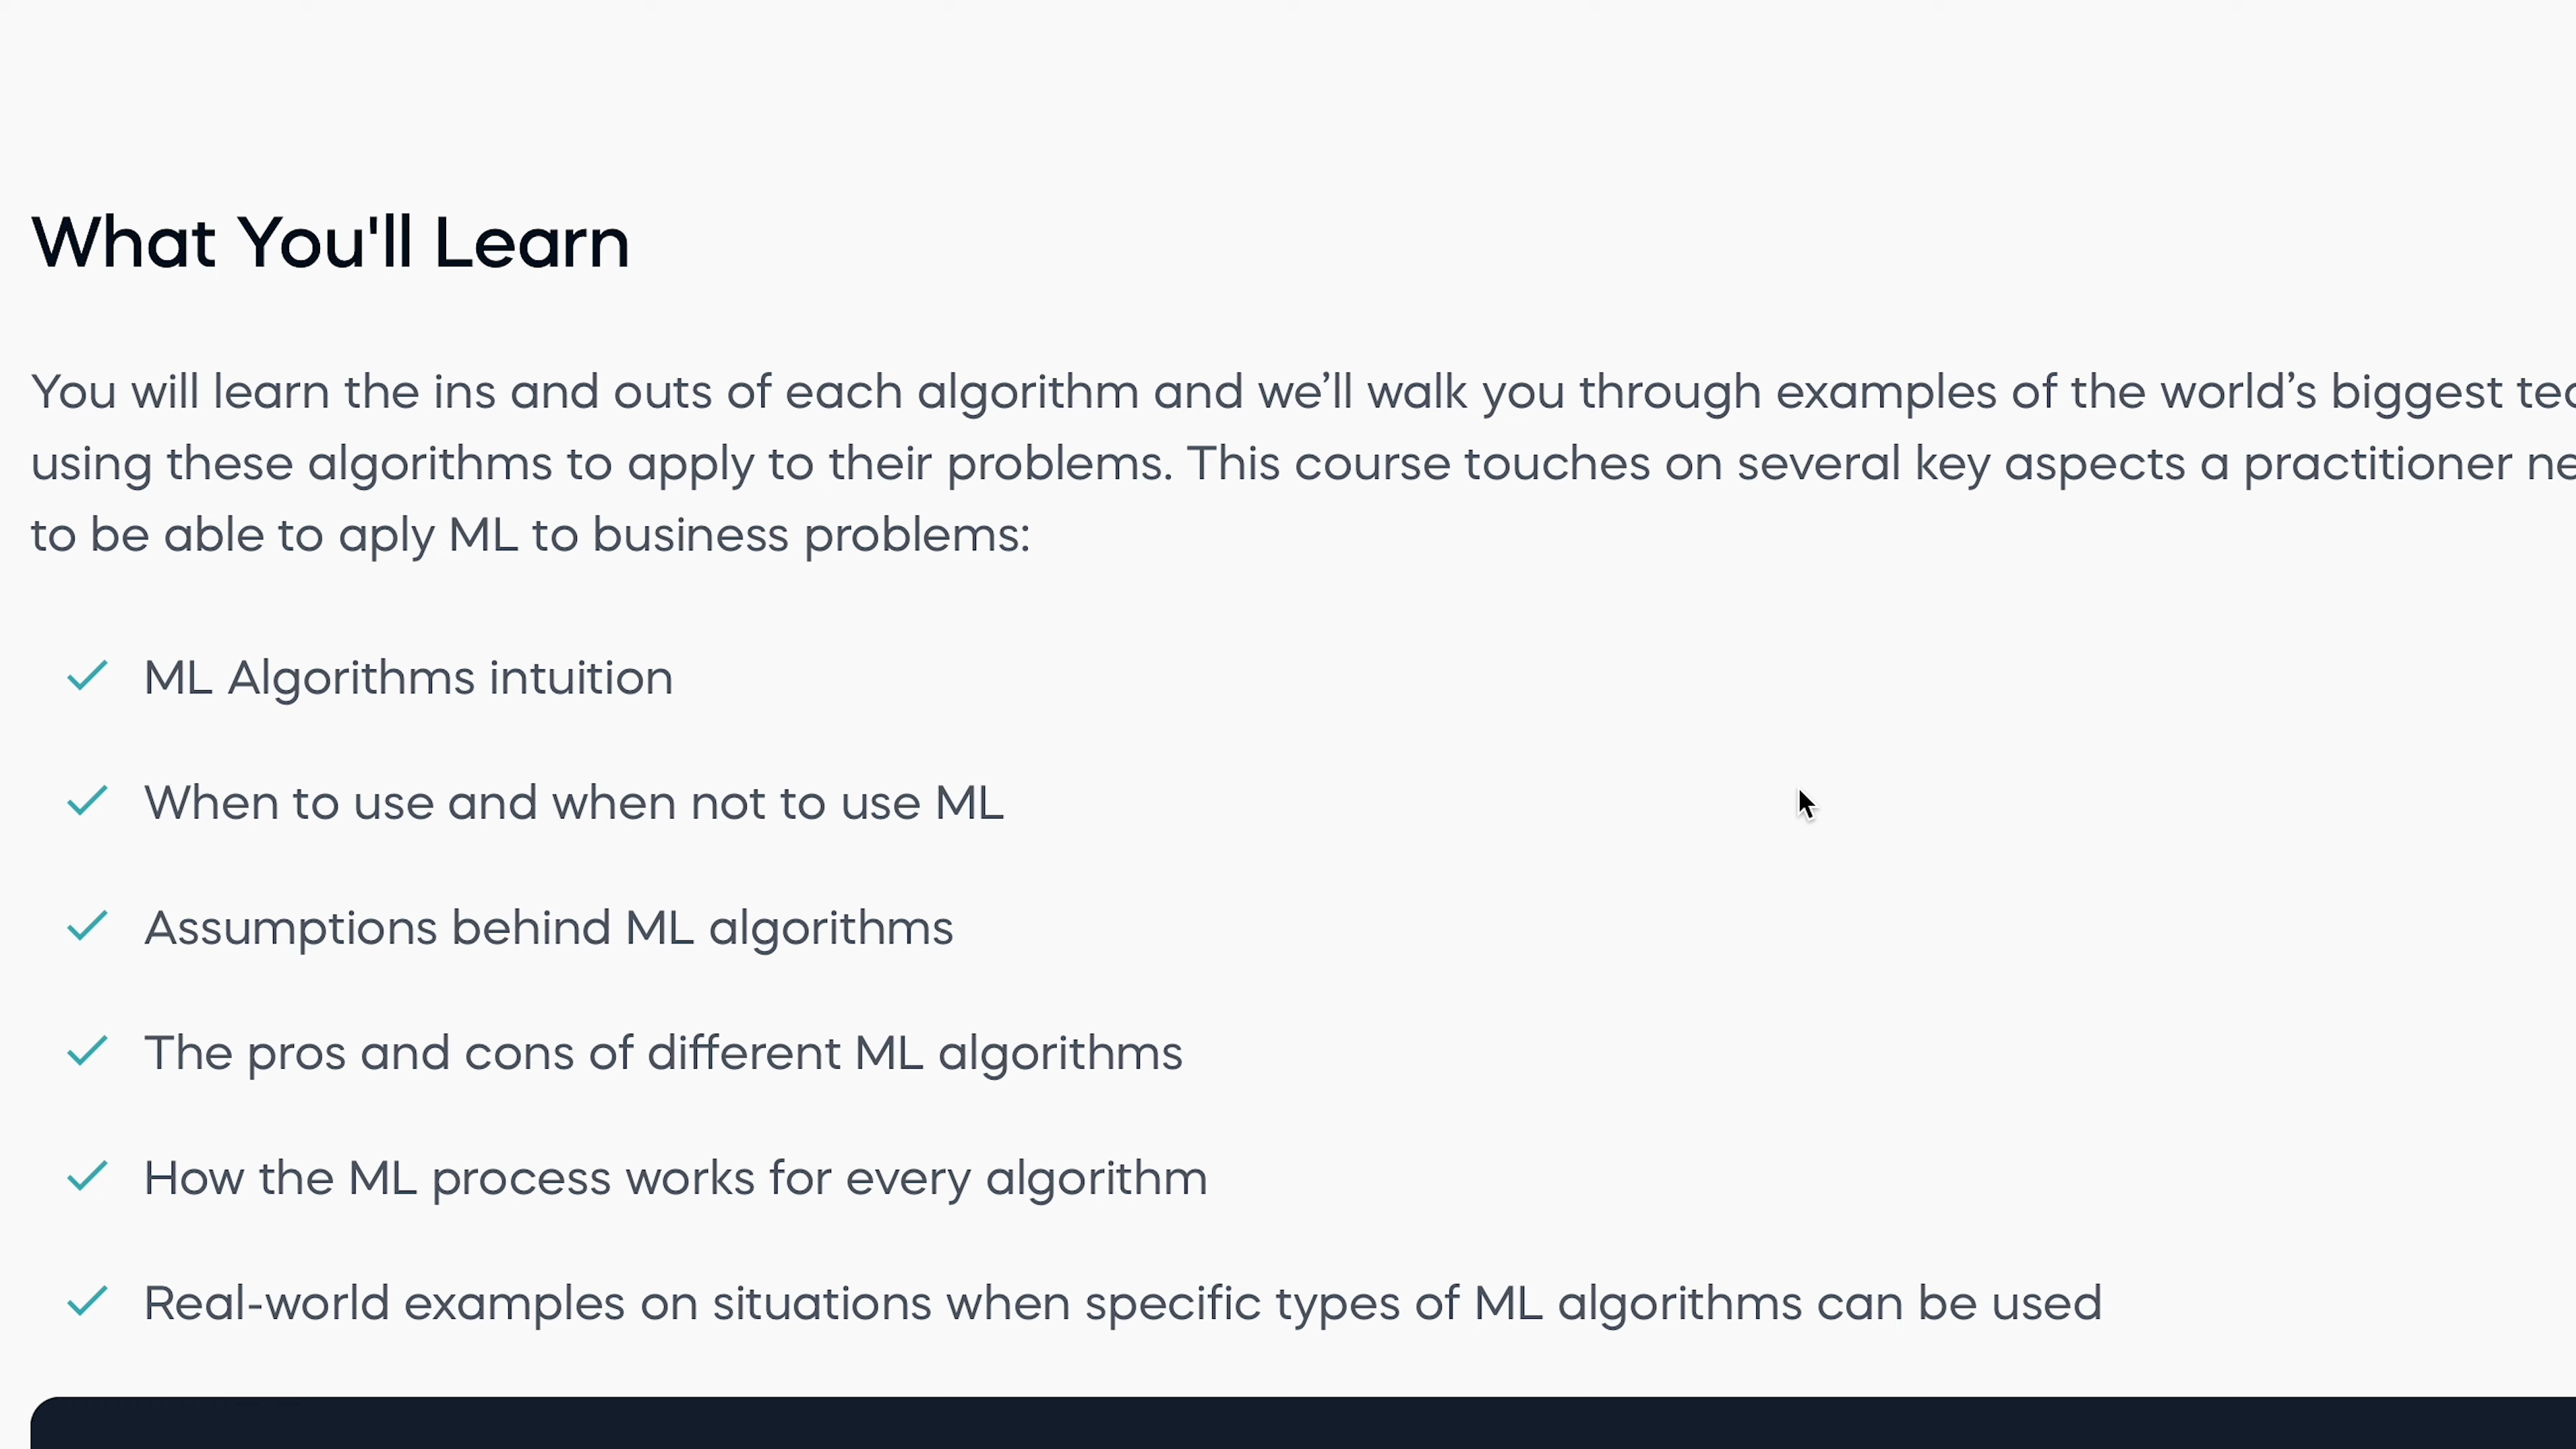 What You'll Learn
You will learn the ins and outs of each algorithm and we’ll walk you through examples of the world’s biggest
using these algorithms to apply to their problems. This course touches on several key aspects a practitioner
to be able to aply ML to business problems:
ML Algorithms intuition
When to use and when not to use ML
Assumptions behind ML algorithms
The pros and cons of different ML algorithms
How the ML process works for every algorithm
Real-world examples on situations when specific types of ML algorithms can be used